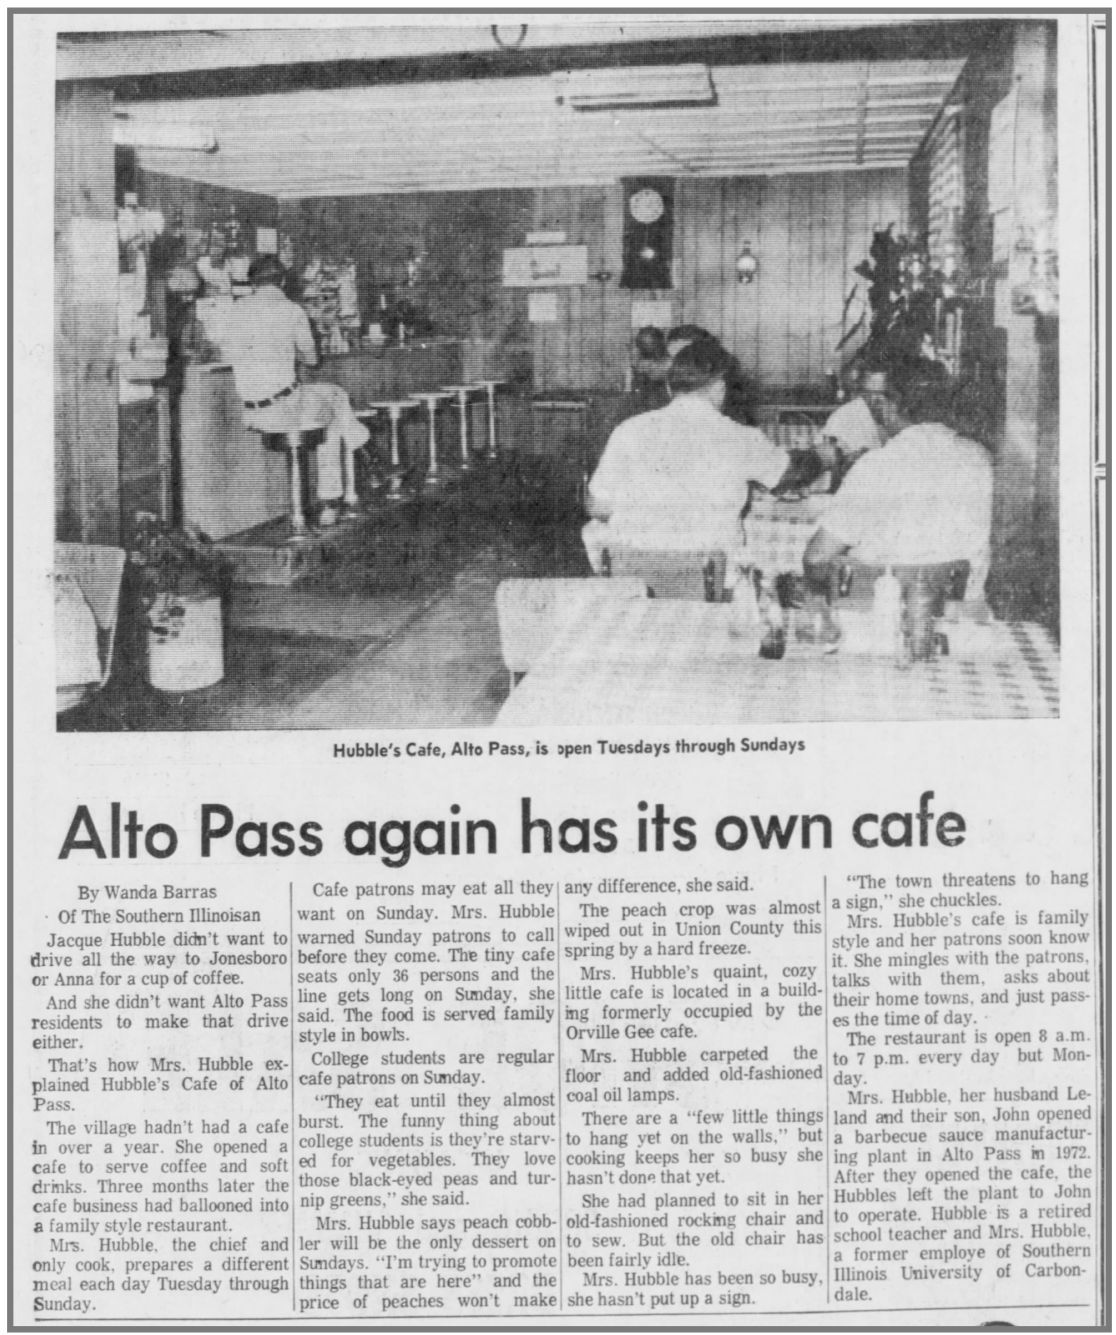 Hubble's Cafe, Alto Pass, is open Tuesdays through Sundays
Alto Pass again has its own cafe
By Wanda Barras
Of The Southern Illinoisan
Jacque Hubble didn't want to
drive all the way to Jonesboro
or Anna for a cup of coffee.
And she didn't want Alto Pass
residents to make that drive
either.
That's how Mrs. Hubble ex-
plained Hubble's Cafe of Alto
Pass.
The village hadn't had a cafe
in over a year. She opened a
cafe to serve coffee and soft
drinks. Three months later the
cafe business had ballooned into
a family style restaurant.
Mrs. Hubble, the chief and
only cook, prepares a different
meal each day Tuesday through
Sunday.
Cafe patrons may eat all they
want on Sunday. Mrs. Hubble
warned Sunday patrons to call
before they come. The tiny cafe
seats only 36 persons and the
line gets long on Sunday, she
said. The food is served family
style in bowls.
College students are regular
cafe patrons on Sunday.
"They eat until they almost
burst. The funny thing about
college students is they're starv-
ed for vegetables. They love
those black-eyed peas and tur-
nip greens," she said.
Mrs. Hubble says peach cobb-
ler will be the only dessert on
Sundays. "I'm trying to promote
things that are here" and the
price of peaches won't make
any difference, she said.
The peach crop was almost
wiped out in Union County this
spring by a hard freeze.
Mrs. Hubble's quaint, cozy
little cafe is located in a build-
ing formerly occupied by the
Orville Gee cafe.
Mrs. Hubble carpeted the
floor and added old-fashioned
coal oil lamps.
There are a "few little things
to hang yet on the walls," but
cooking keeps her so busy she
hasn't done that yet.
She had planned to sit in her
old-fashioned rocking chair and
to sew. But the old chair has
been fairly idle.
Mrs. Hubble has been so busy,
she hasn't put up a sign.
"The town threatens to hang
a sign," she chuckles.
Mrs. Hubble's cafe is family
style and her patrons soon know
it. She mingles with the patrons,
talks with them, asks about
their home towns, and just pass-
es the time of day.
The restaurant is open 8 a.m.
to 7 p.m. every day but Mon-
day.
Mrs. Hubble, her husband Le-
land and their son, John opened
a barbecue sauce manufactur-
ing plant in Alto Pass in 1972.
After they opened the cafe, the
Hubbles left the plant to John
to operate. Hubble is a retired
school teacher and Mrs. Hubble,
a former employe of Southern
Illinois University of Carbon-
dale.